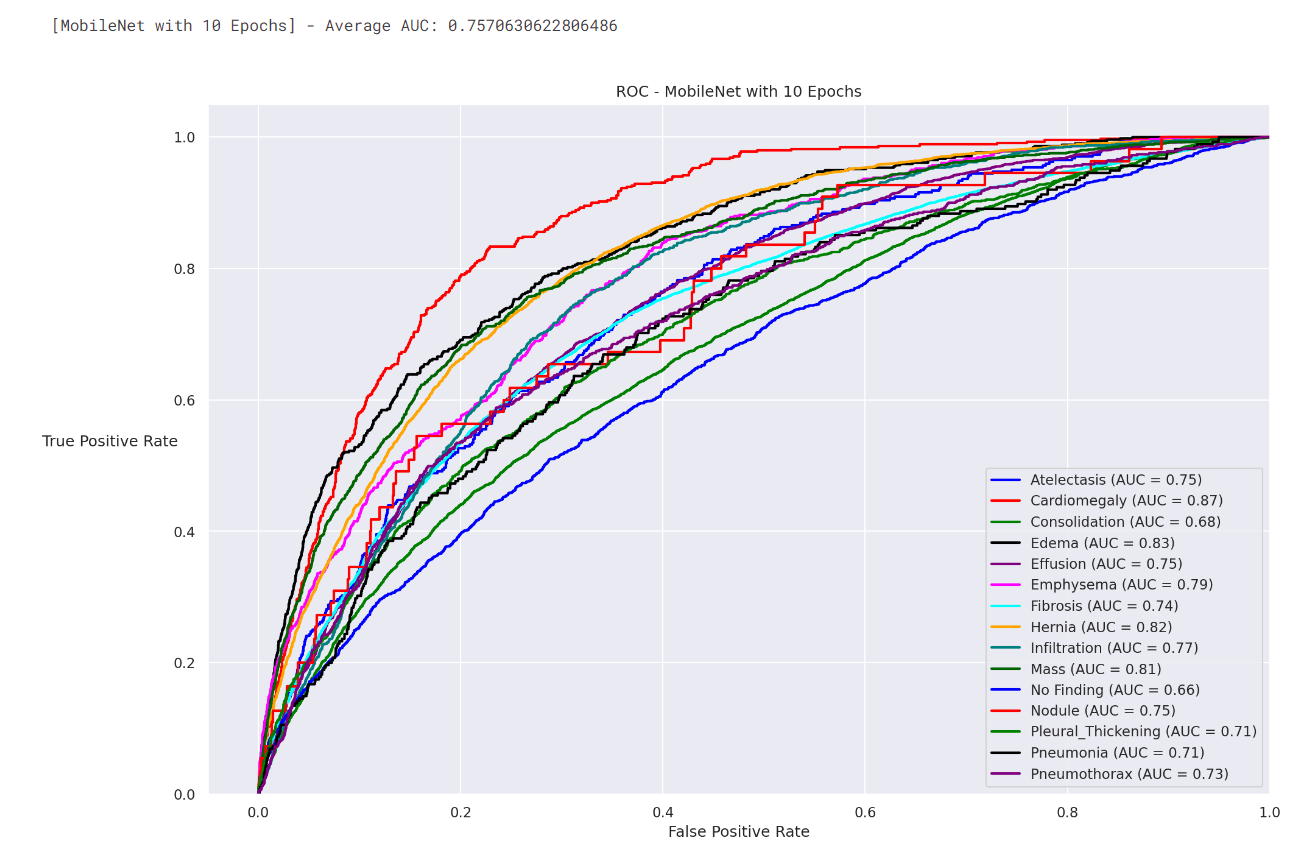 [MobileNet with 10 Epochs] - Average AUC: 0.7570630622806486
ROC - MobileNet with 10 Epochs
1.0
0.8
0.6
True Positive Rate
0.4
0.2
0.0
Atelectasis (AUC = 0.75)
Cardiomegaly (AUC = 0.87)
Consolidation (AUC = 0.68)
Edema (AUC = 0.83)
Effusion (AUC = 0.75)
Emphysema (AUC = 0.79)
Fibrosis (AUC = 0.74)
Hernia (AUC = 0.82)
Infiltration (AUC = 0.77)
Mass (AUC = 0.81)
No Finding (AUC = 0.66)
Nodule (AUC = 0.75)
Pleural_Thickening (AUC = 0.71)
Pneumonia (AUC = 0.71)
Pneumothorax (AUC = 0.73)
0.0 0.2 0.4 0.6 0.8 1.0
False Positive Rate